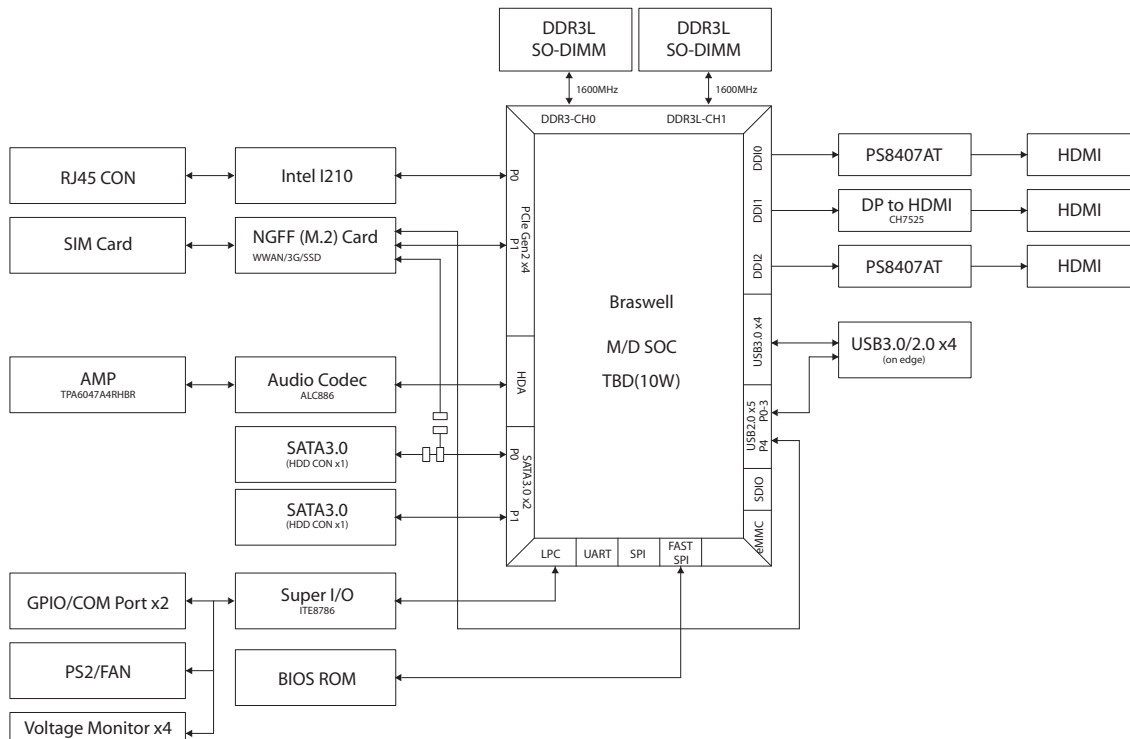 DDR3L
SO-DIMM
DDR3L
SO-DIMM
1600MHz
1600MHz
DDR3-CH0
DDR3L-CH1
RJ45 CON
Intel I210
P0
PCIe Gen2 x4
P1
SIM Card
NGFF (M.2) Card
WWAN/3G/SSD
AMP
TPA6047A4RHBR
Audio Codec
ALC886
HDA
SATA3.0
(HDD CON x1)
P0
SATA3.0 x2
P1
SATA3.0
(HDD CON x1)
Braswell
M/D SOC
TBD(10W)
DDI0
PS8407AT
HDMI
DDI1
DP to HDMI
CH7525
HDMI
DDI2
PS8407AT
HDMI
USB3.0 x4
USB3.0/2.0 x4
(on edge)
USB2.0 x5
P0-3
P4
SDIO
eMMC
LPC
UART
SPI
FAST
SPI
GPIO/COM Port x2
Super I/O
ITE8786
PS2/FAN
BIOS ROM
Voltage Monitor x4